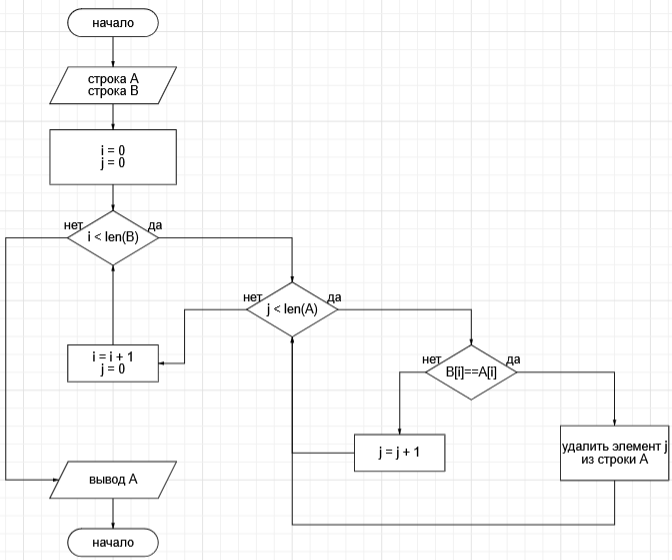 начало
строка A
строка B
i = 0
j = 0
нет
да
i < len(B)
нет
да
j < len(A)
i = i + 1
j = 0
нет
да
B[i]==A[i]
j = j + 1
удалить элемент j
из строки A
вывод A
начало